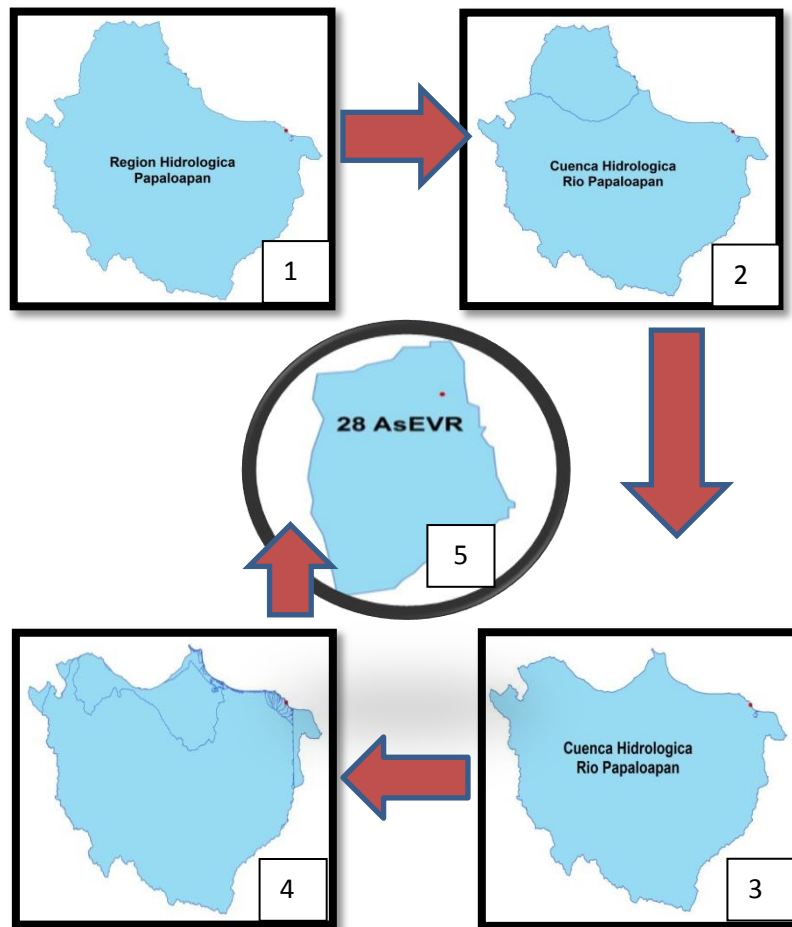 Region Hidrologica
Papaloapan
1
Cuenca Hidrologica
Rio Papaloapan
2
28 AsEVR
5
4
Cuenca Hidrologica
Rio Papaloapan
3